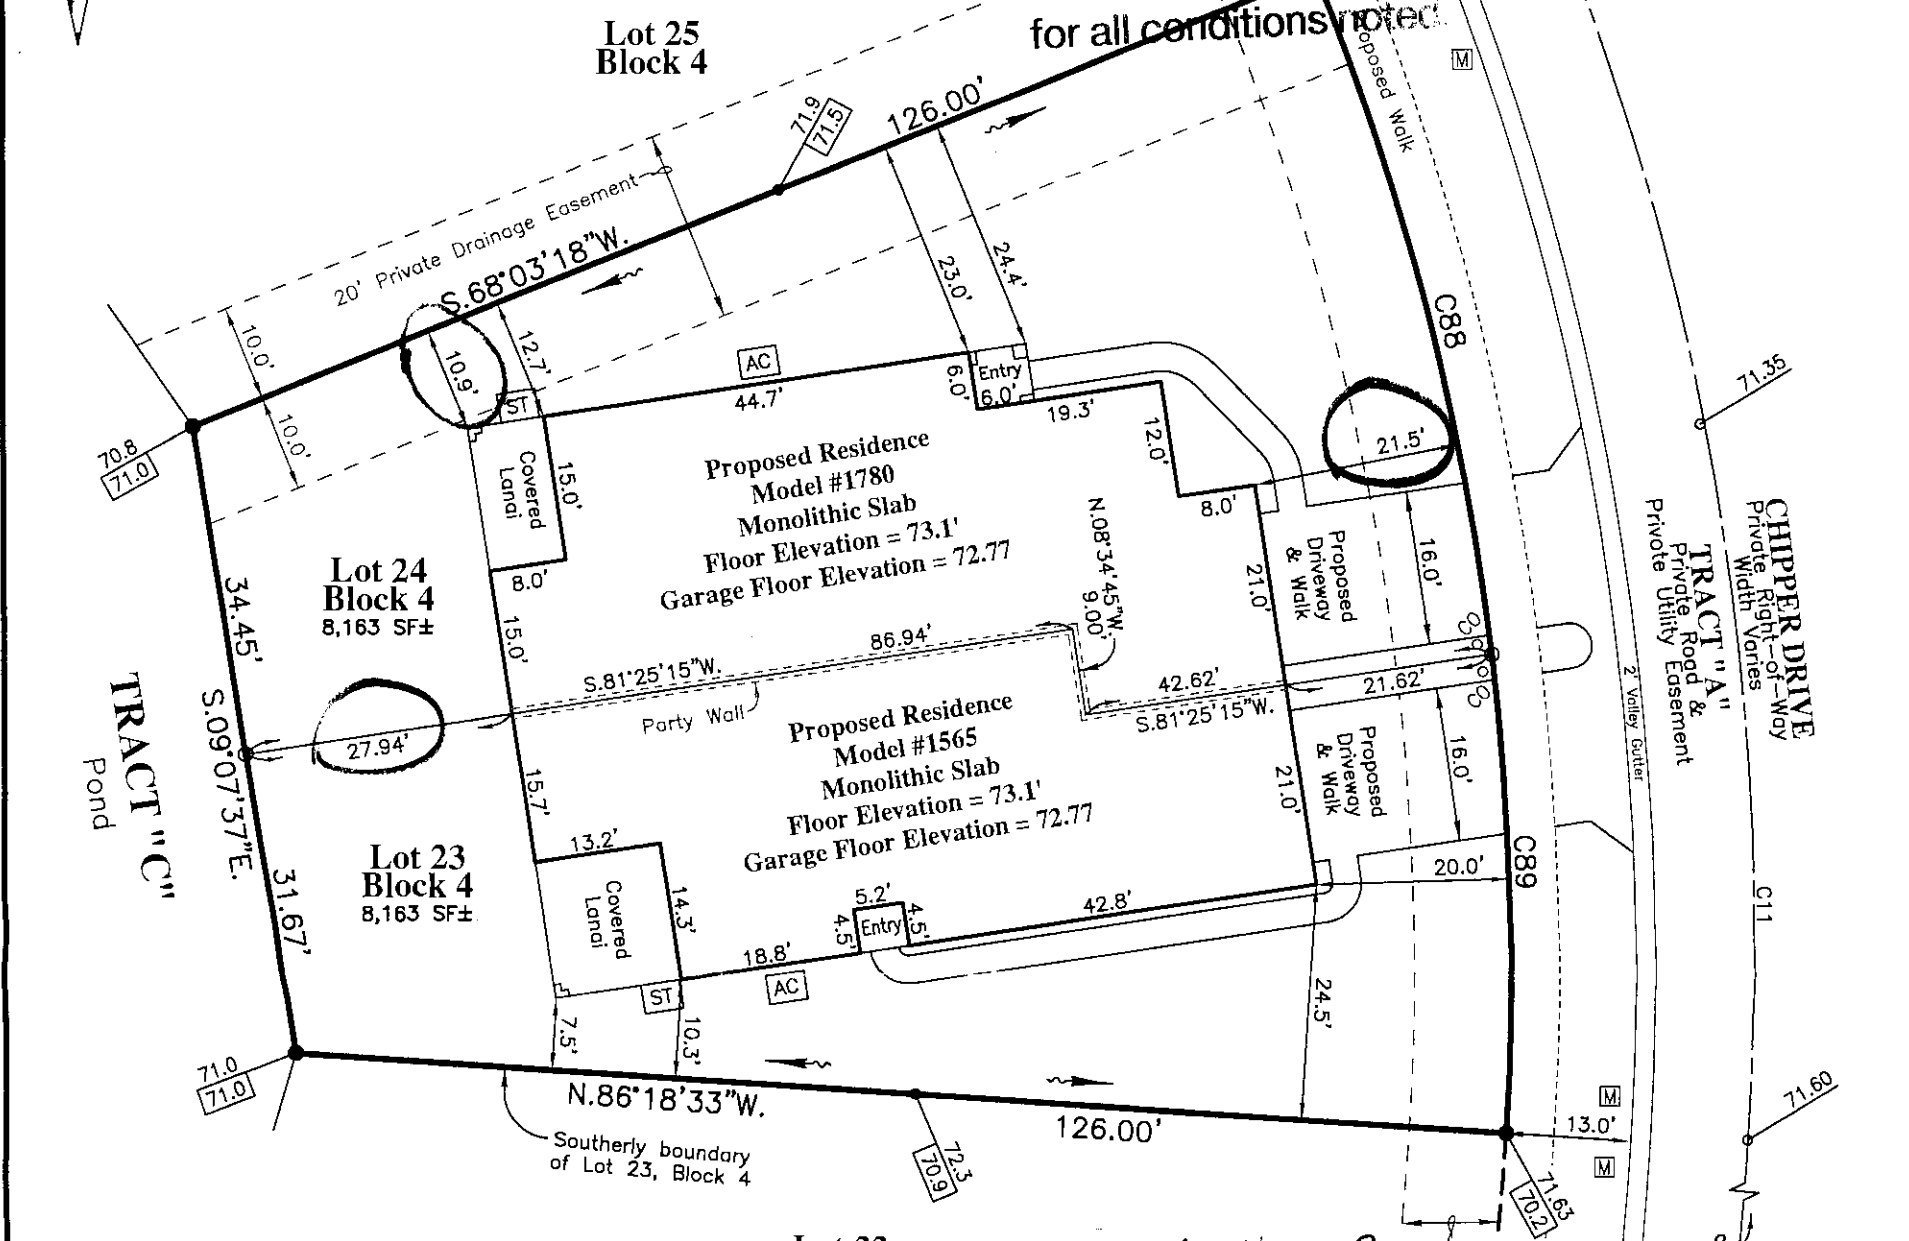 Lot 25
Block 4
for all conditions noted.
Proposed Walk
M
71.9
71.5
126.00'
20' Private Drainage Easement
S.68°03'18"W.
10.0'
10.0'
10.9'
12.7'
23.0'
24.4'
C88
70.8
71.0
AC
44.7'
ST
6.0'
Entry
6.0'
19.3'
12.0'
8.0'
21.5'
71.35
Covered
Lanai
15.0'
8.0'
15.0'
Proposed Residence
Model #1780
Monolithic Slab
Floor Elevation = 73.1'
Garage Floor Elevation = 72.77
N.08°34'45"W.
9.00'
21.0'
Proposed
Driveway
& Walk
16.0'
Lot 24
Block 4
8,163 SF±
34.45'
S.09°07'37"E.
31.67'
TRACT "C"
Pond
27.94'
S.81°25'15"W.
86.94'
Party Wall
42.62'
S.81°25'15"W.
21.62'
CHIPPER DRIVE
Private Right-of-Way
Width Varies
TRACT "A"
Private Road &
Private Utility Easement
2' Valley Gutter
Proposed Residence
Model #1565
Monolithic Slab
Floor Elevation = 73.1'
Garage Floor Elevation = 72.77
21.0'
Proposed
Driveway
& Walk
16.0'
C89
20.0'
C11
Lot 23
Block 4
8,163 SF±
15.7'
13.2'
Covered
Lanai
14.3'
5.2'
4.5'
Entry
4.5'
42.8'
18.8'
AC
ST
7.5'
10.3'
24.5'
71.0
71.0
N.86°18'33"W.
126.00'
Southerly boundary
of Lot 23, Block 4
72.3
70.9
M
13.0'
M
71.60
71.63
70.2